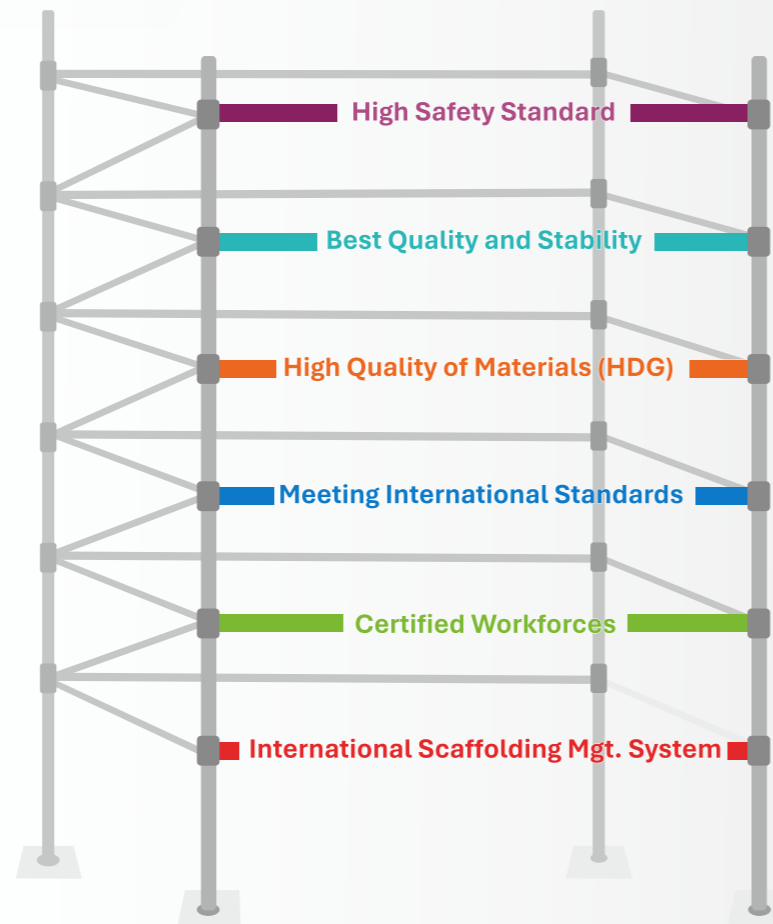 High Safety Standard
Best Quality and Stability
High Quality of Materials (HDG)
Meeting International Standards
Certified Workforces
International Scaffolding Mgt. System